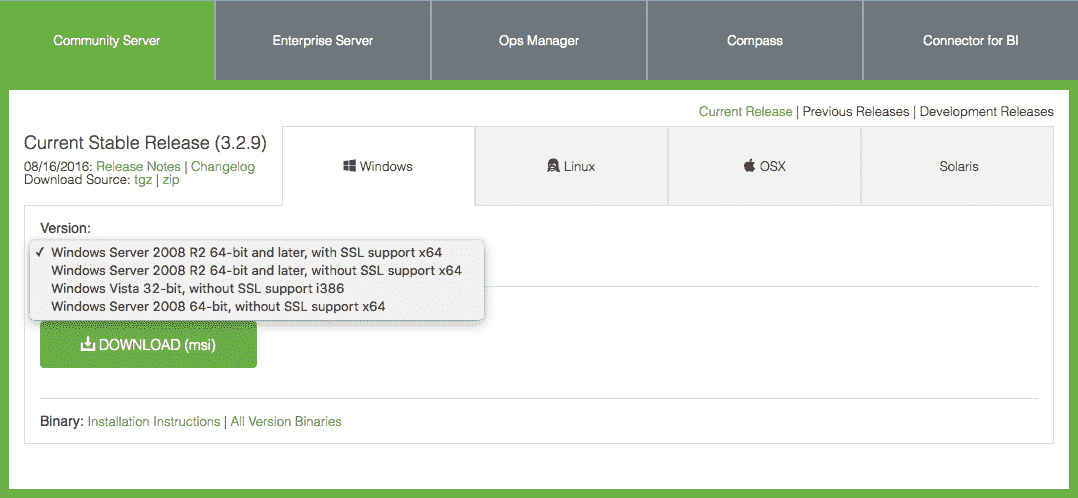 Community Server
Enterprise Server
Ops Manager
Compass
Connector for BI
Current Release | Previous Releases | Development Releases
Current Stable Release (3.2.9)
08/16/2016: Release Notes | Changelog
Download Source: tgz | zip
Windows
Linux
OSX
Solaris
Version:
✓ Windows Server 2008 R2 64-bit and later, with SSL support x64
Windows Server 2008 R2 64-bit and later, without SSL support x64
Windows Vista 32-bit, without SSL support i386
Windows Server 2008 64-bit, without SSL support x64
DOWNLOAD (msi)
Binary: Installation Instructions | All Version Binaries